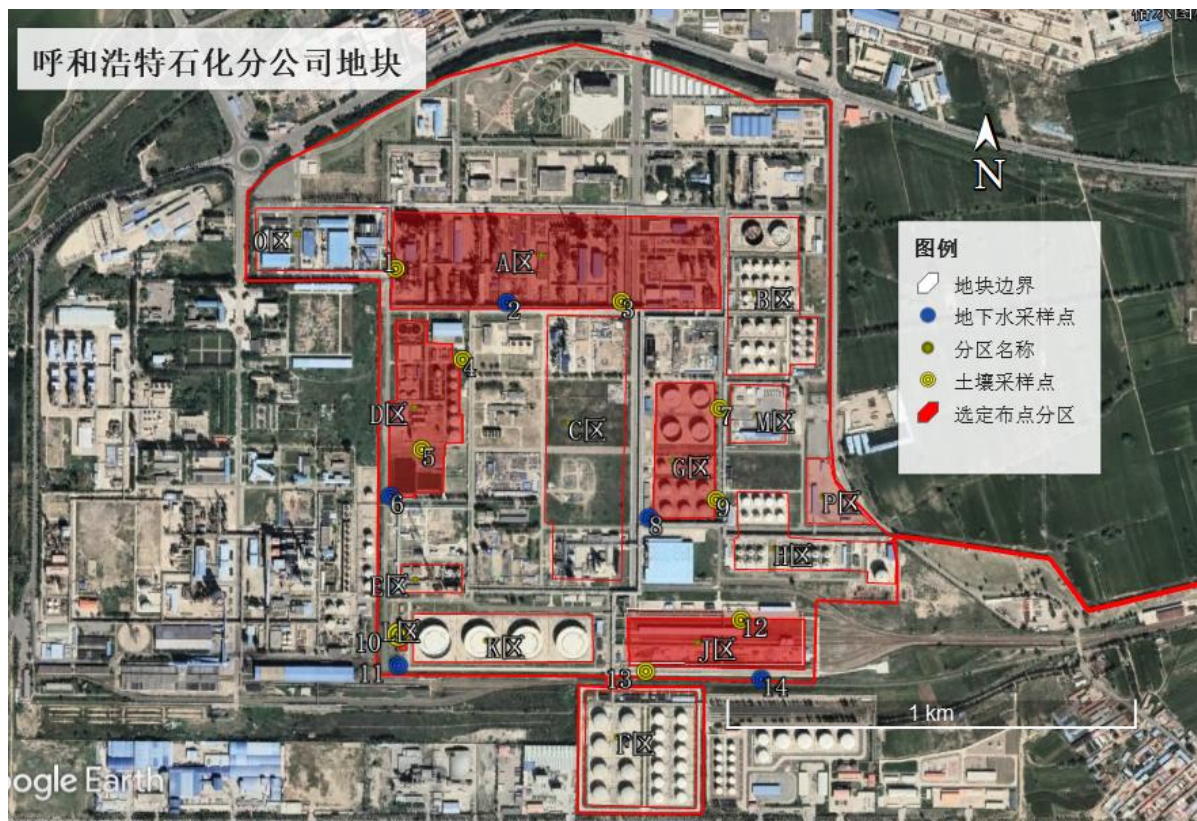 呼和浩特石化分公司地块
N
图例
地块边界
地下水采样点
分区名称
土壤采样点
选定布点分区
O区
1
A区
2
3
B区
4
D区
C区
7
M区
5
G区
6
8
9
P区
E区
H区
10
区
K区
12
J区
11
13
14
F区
1 km
oogle Earth